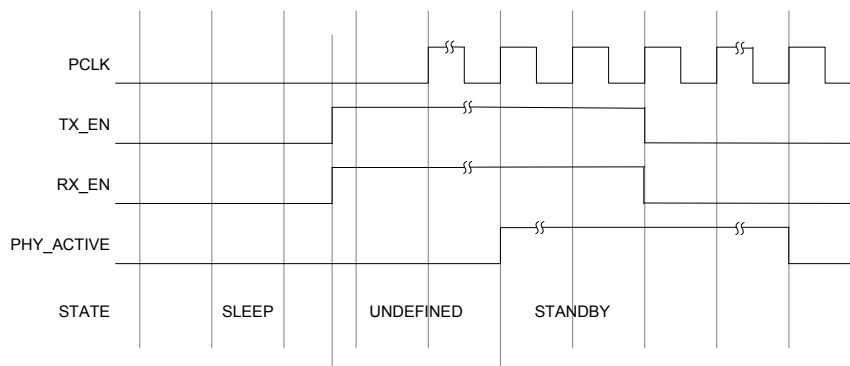 PCLK
TX_EN
RX_EN
PHY_ACTIVE
STATE SLEEP UNDEFINED STANDBY